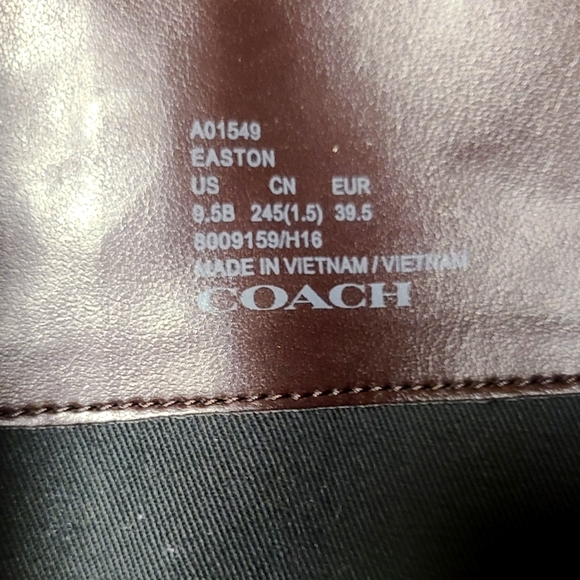 A01549
EASTON
US CN EUR
9.5B 245(1.5) 39.5
8009159/H16
MADE IN VIETNAM / VIETNAM
COACH